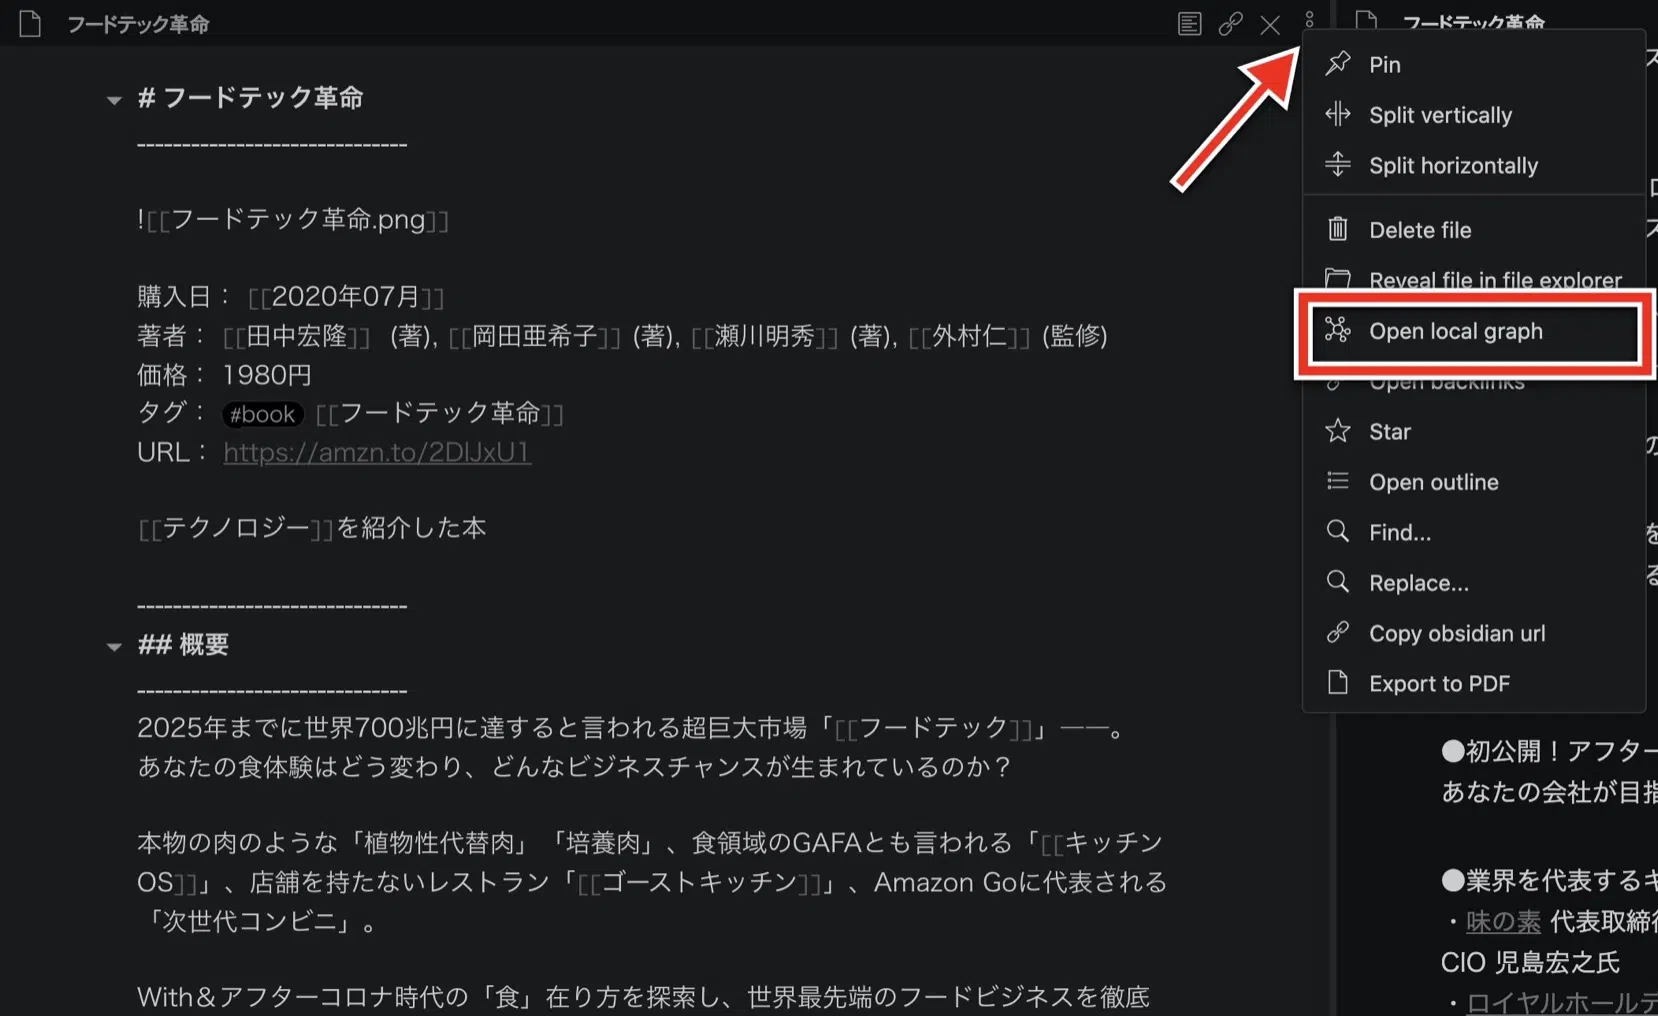 フードテック革命
# フードテック革命
------------------------------
![[フードテック革命.png]]
購入日： [[2020年07月]]
著者： [[田中宏隆]] (著), [[岡田亜希子]] (著), [[瀬川明秀]] (著), [[外村仁]] (監修)
価格： 1980円
タグ： #book [[フードテック革命]]
URL： https://amzn.to/2DIJxU1
[[テクノロジー]]を紹介した本
------------------------------
## 概要
------------------------------
2025年までに世界700兆円に達すると言われる超巨大市場「[[フードテック]]」――。
あなたの食体験はどう変わり、どんなビジネスチャンスが生まれているのか？
本物の肉のような「植物性代替肉」「培養肉」、食領域のGAFAとも言われる「[[キッチン
OS]]」、店舗を持たないレストラン「[[ゴーストキッチン]]」、Amazon Goに代表される
「次世代コンビニ」。
With＆アフターコロナ時代の「食」在り方を探索し、世界最先端のフードビジネスを徹底
フードテック革命
Pin
Split vertically
Split horizontally
Delete file
Reveal file in file explorer
Open local graph
Open backlinks
Star
Open outline
Find...
Replace...
Copy obsidian url
Export to PDF
●初公開！アフター
あなたの会社が目指
●業界を代表するキ
・味の素 代表取締役
CIO 児島宏之氏
・ロイヤルホールデ